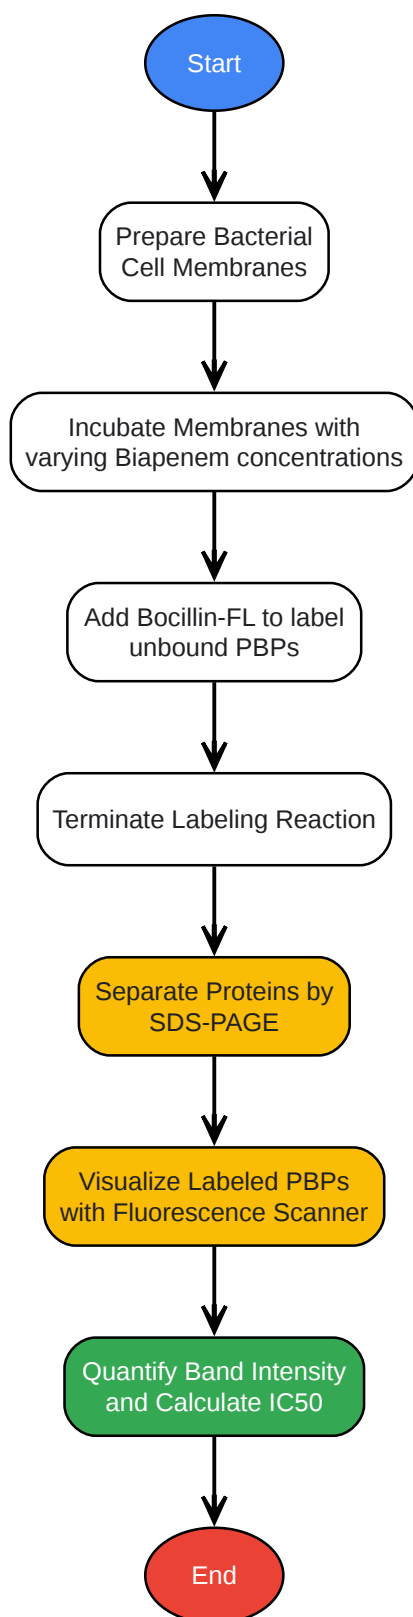 Start
Prepare Bacterial
Cell Membranes
Incubate Membranes with
varying Biapenem concentrations
Add Bocillin-FL to label
unbound PBPs
Terminate Labeling Reaction
Separate Proteins by
SDS-PAGE
Visualize Labeled PBPs
with Fluorescence Scanner
Quantify Band Intensity
and Calculate IC50
End